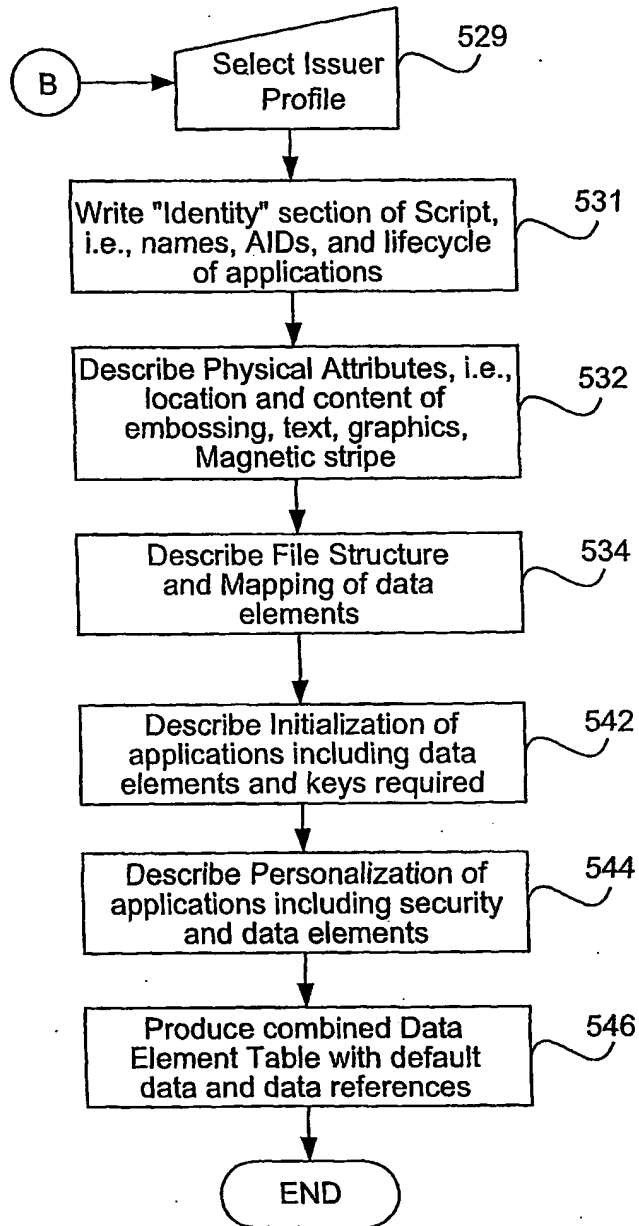 529
B
Select Issuer
Profile
531
Write "Identity" section of Script,
i.e., names, AIDs, and lifecycle
of applications
532
Describe Physical Attributes, i.e.,
location and content of
embossing, text, graphics,
Magnetic stripe
534
Describe File Structure
and Mapping of data
elements
542
Describe Initialization of
applications including data
elements and keys required
544
Describe Personalization of
applications including security
and data elements
546
Produce combined Data
Element Table with default
data and data references
END